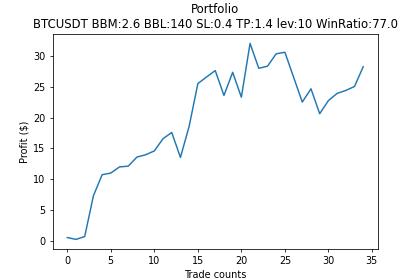 Portfolio
BTCUSDT BBM:2.6 BBL:140 SL:0.4 TP:1.4 lev:10 WinRatio:77.0
Profit ($)
30
25
20
15
10
5
0
0 5 10 15 20 25 30 35
Trade counts